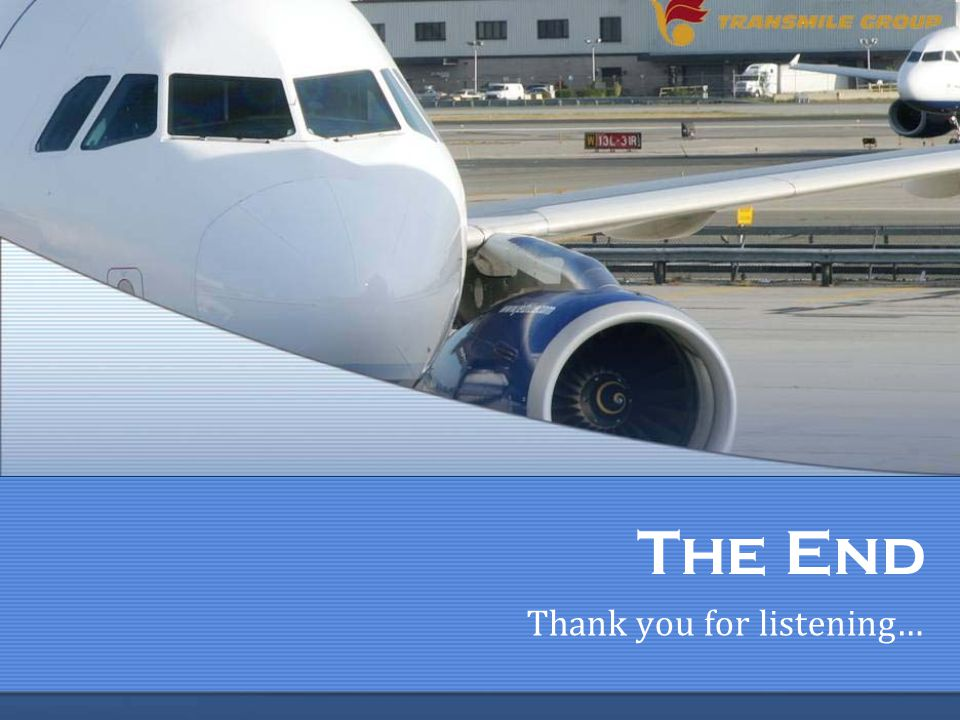 TRANSMILE GROUP
W 13L-31R
The End
Thank you for listening...